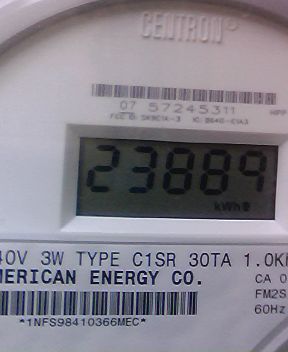 CENTRON
07 57245311
23889
kWh
40V 3W TYPE C1SR 30TA 1.0K
MERICAN ENERGY CO.
CA 0
FM2S
60Hz
*1NFS98410366MEC*